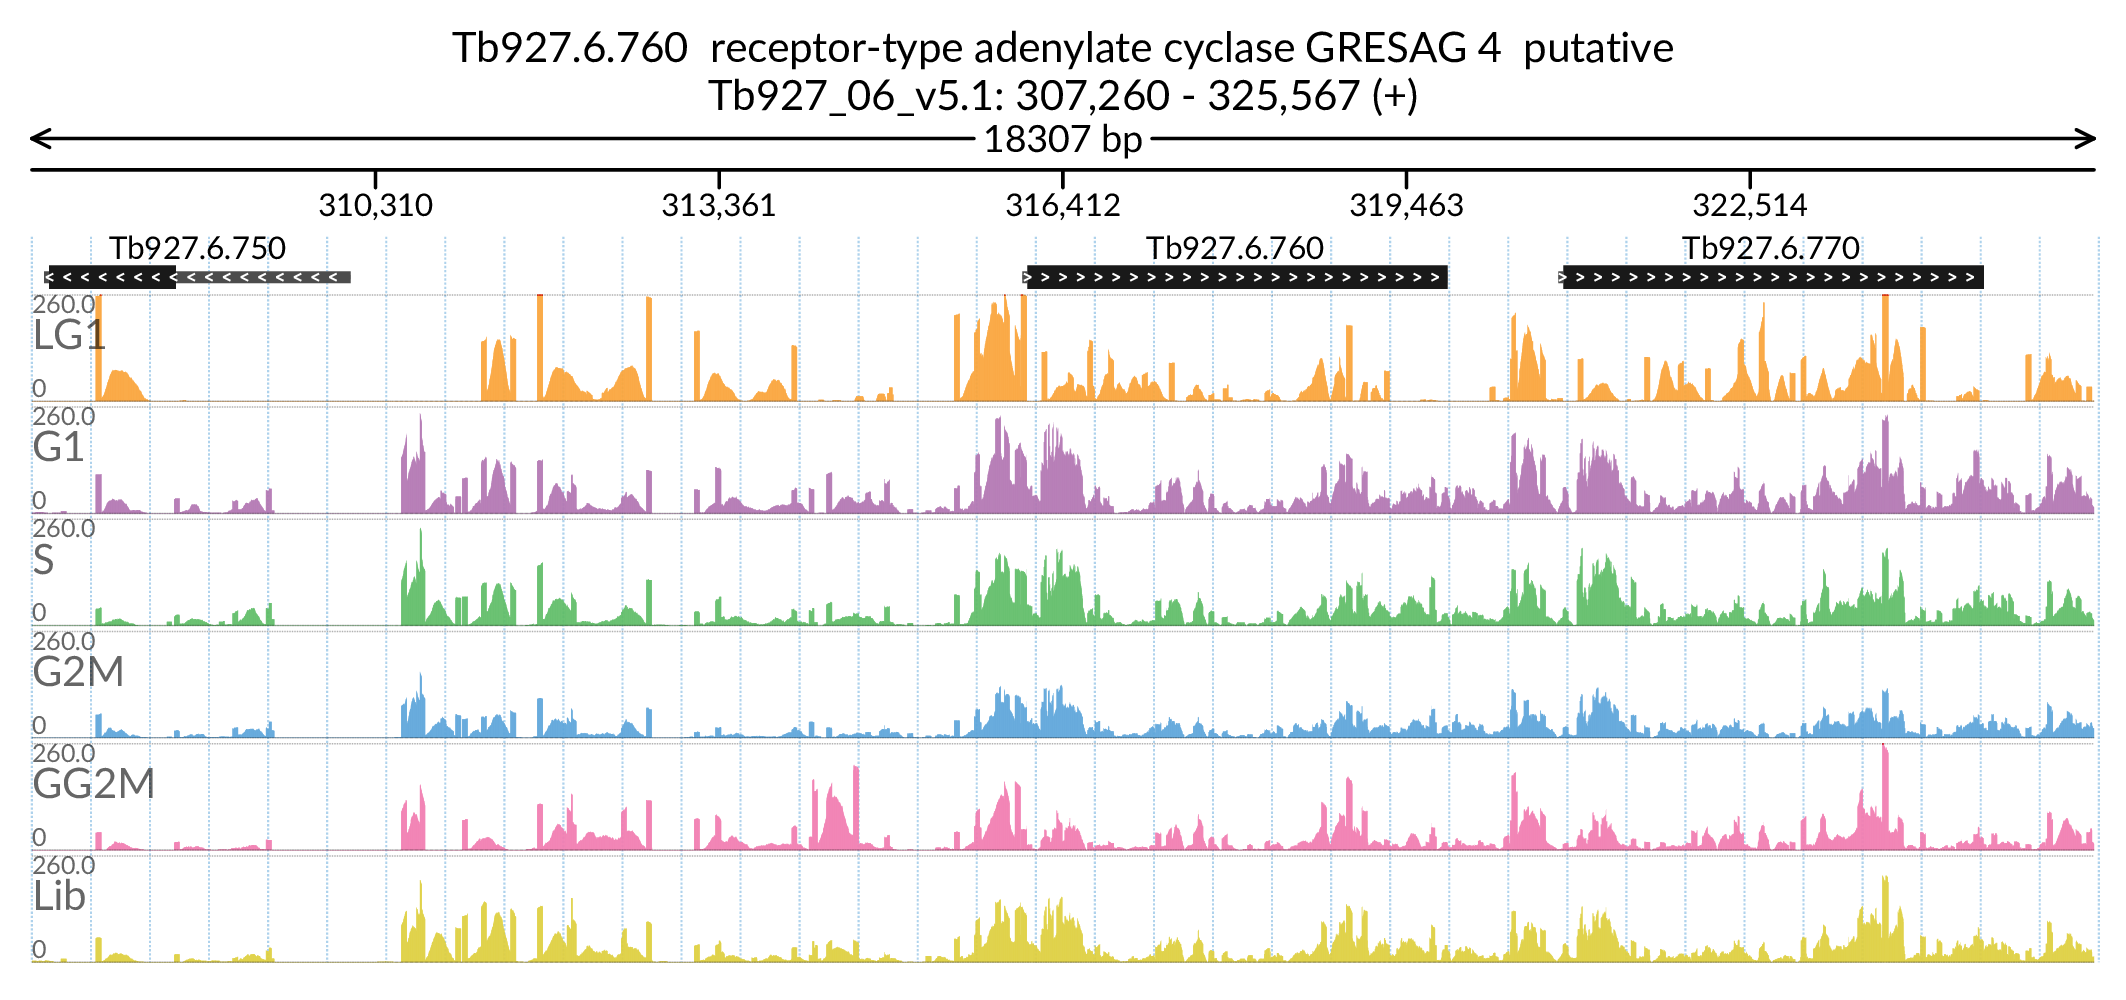 Tb927.6.760  receptor-type adenylate cyclase GRESAG 4  putative
Tb927_06_v5.1: 307,260 - 325,567 (+)
18307 bp
310,310 313,361 316,412 319,463 322,514
Tb927.6.750 Tb927.6.760 Tb927.6.770
260.0
LG1
0
260.0
G1
0
260.0
S
0
260.0
G2M
0
260.0
GG2M
0
260.0
Lib
0